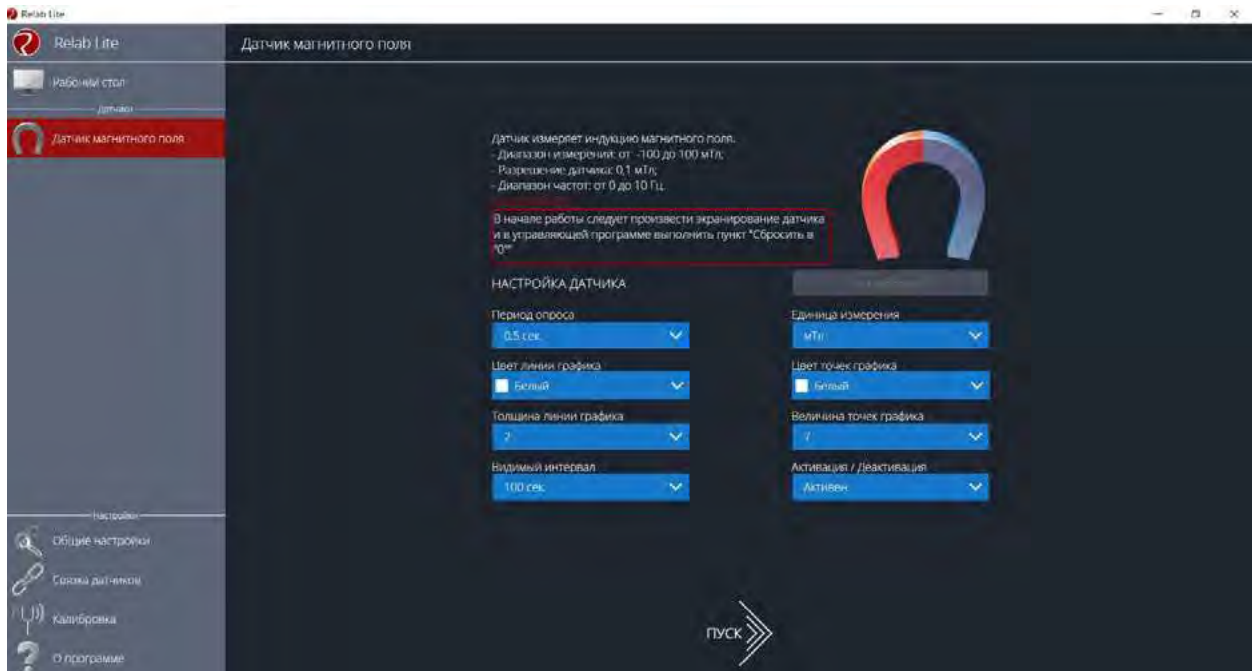 Relab Lite
Relab Lite
Датчик магнитного поля
Рабочий стол
Датчики
Датчик магнитного поля
Датчик измеряет индукцию магнитного поля.
- Диапазон измерений: от -100 до 100 мТл;
- Разрешение датчика: 0,1 мТл;
- Диапазон частот: от 0 до 10 Гц.
В начале работы следует произвести экранирование датчика
и в управляющей программе выполнить пункт "Сбросить в
"0""
НАСТРОЙКА ДАТЧИКА
Период опроса
Единица измерения
0.5 сек.
мТл
Цвет линии графика
Цвет точек графика
Белый
Белый
Толщина линии графика
Величина точек графика
2
7
Видимый интервал
Активация / Деактивация
100 сек.
Активен
Настройки
Общие настройки
Связка датчиков
Калибровка
О программе
ПУСК